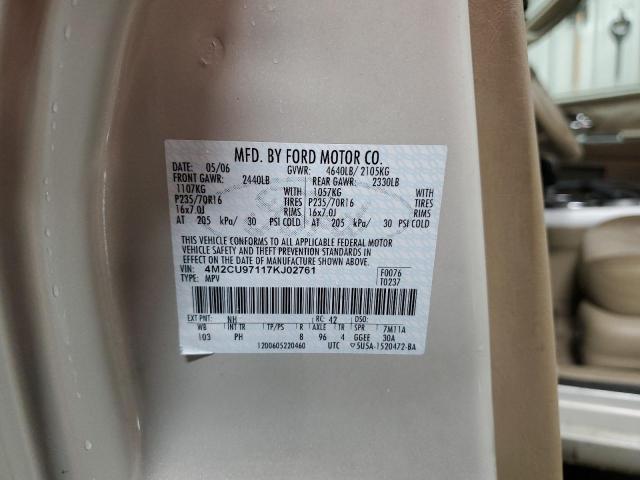 MFD. BY FORD MOTOR CO.
DATE: 05/06 GVWR: 4640LB/ 2105KG
FRONT GAWR: 2440LB REAR GAWR: 2330LB
1107KG WITH 1057KG WITH
P235/70R16 TIRES P235/70R16 TIRES
16x7.0J RIMS 16x7.0J RIMS
AT 205 kPa/ 30 PSI COLD AT 205 kPa/ 30 PSI COLD
THIS VEHICLE CONFORMS TO ALL APPLICABLE FEDERAL MOTOR
VEHICLE SAFETY AND THEFT PREVENTION STANDARDS IN
EFFECT ON THE DATE OF MANUFACTURE SHOWN ABOVE.
VIN: 4M2CU97117KJ02761 F0076
TYPE: MPV T0237
EXT PNT: NH RC: 42 DSO:
WB INT TR TP/PS R AXLE TR SPR 7M11A
103 PH 8 96 4 GGEE 30A
1200605220460 UTC 5U5A-1520472-BA